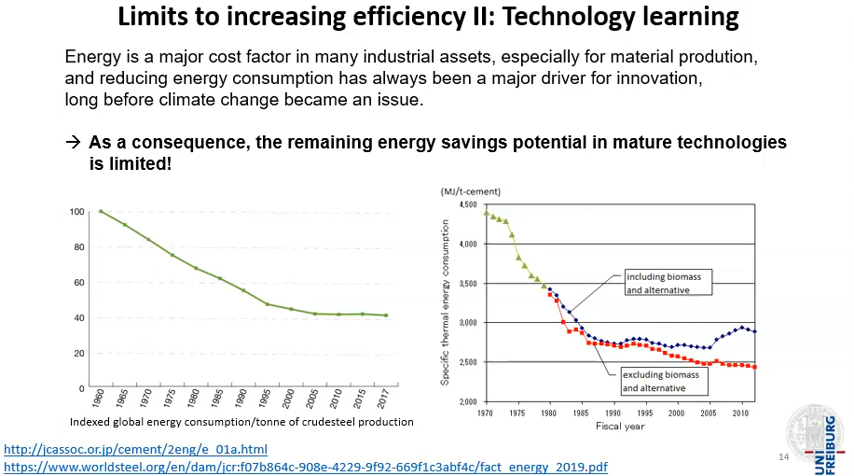 Limits to increasing efficiency II: Technology learning
Energy is a major cost factor in many industrial assets, especially for material prodution,
and reducing energy consumption has always been a major driver for innovation,
long before climate change became an issue.
→ As a consequence, the remaining energy savings potential in mature technologies
is limited!
100
80
60
40
20
0
1960 1965 1970 1975 1980 1985 1990 1995 2000 2005 2010 2015 2017
Indexed global energy consumption/tonne of crudesteel production
(MJ/t-cement)
4,500
4,000
3,500
3,000
2,500
2,000
Specific thermal energy consumption
including biomass
and alternative
excluding biomass
and alternative
1970 1975 1980 1985 1990 1995 2000 2005 2010
Fiscal year
http://jcassoc.or.jp/cement/2eng/e_01a.html
https://www.worldsteel.org/en/dam/jcr:f07b864c-908e-4229-9f92-669f1c3abf4c/fact_energy_2019.pdf
14
UNI
FREIBURG